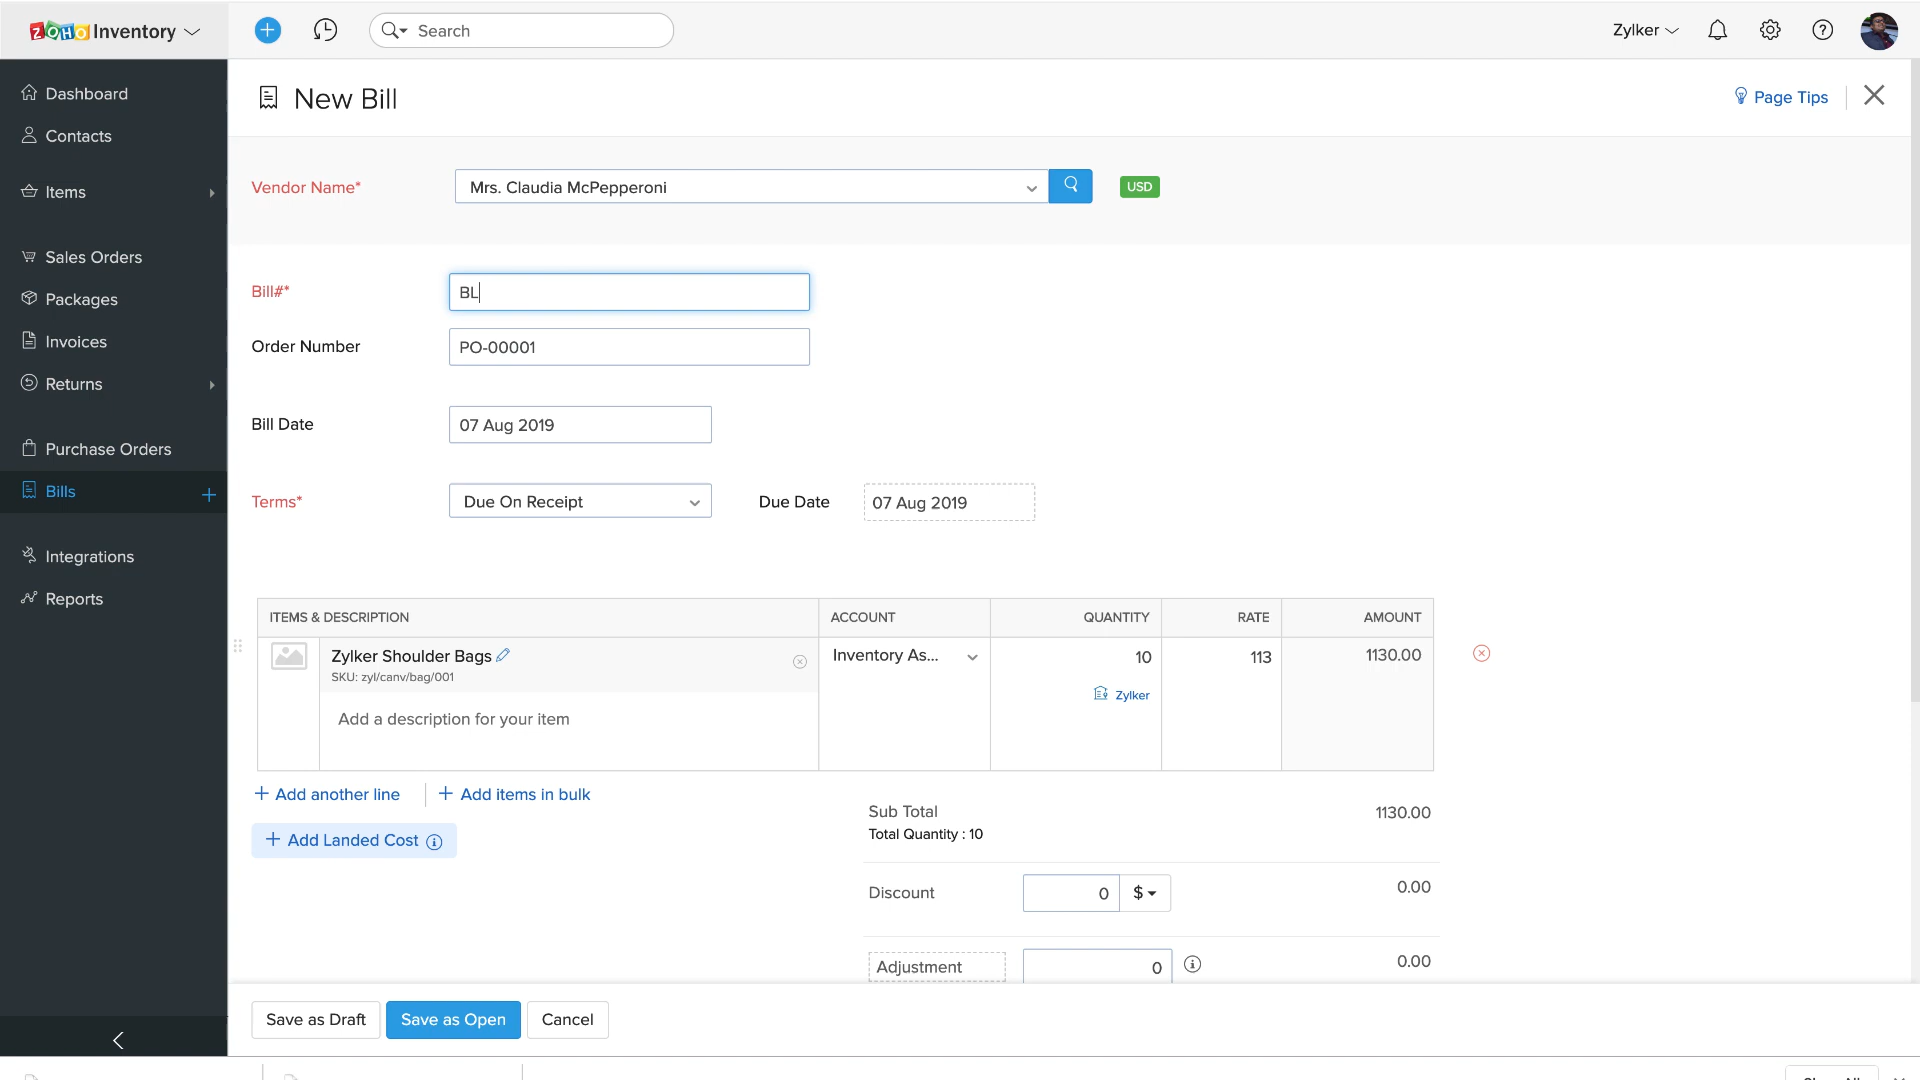 ZOHO Inventory
Search
Zylker
Dashboard
Contacts
Items
Sales Orders
Packages
Invoices
Returns
Purchase Orders
Bills
Integrations
Reports
New Bill
Page Tips
Vendor Name*
Mrs. Claudia McPepperoni
USD
Bill#*
BL
Order Number
PO-00001
Bill Date
07 Aug 2019
Terms*
Due On Receipt
Due Date
07 Aug 2019
ITEMS & DESCRIPTION ACCOUNT QUANTITY RATE AMOUNT
Zylker Shoulder Bags Inventory As... 10 113 1130.00
SKU: zyl/canv/bag/001
Zylker
Add a description for your item
+ Add another line + Add items in bulk
+ Add Landed Cost
Sub Total 1130.00
Total Quantity : 10
Discount 0 $ 0.00
Adjustment 0 0.00
Save as Draft Save as Open Cancel